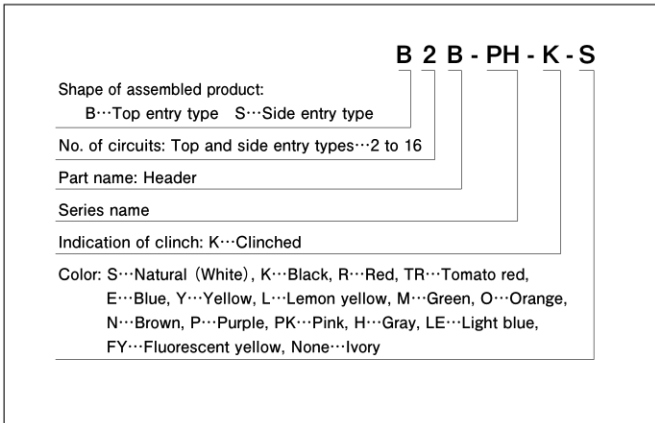 B 2 B - PH - K - S
Shape of assembled product:
B…Top entry type S…Side entry type
No. of circuits: Top and side entry types…2 to 16
Part name: Header
Series name
Indication of clinch: K…Clinched
Color: S…Natural (White), K…Black, R…Red, TR…Tomato red,
E…Blue, Y…Yellow, L…Lemon yellow, M…Green, O…Orange,
N…Brown, P…Purple, PK…Pink, H…Gray, LE…Light blue,
FY…Fluorescent yellow, None…Ivory